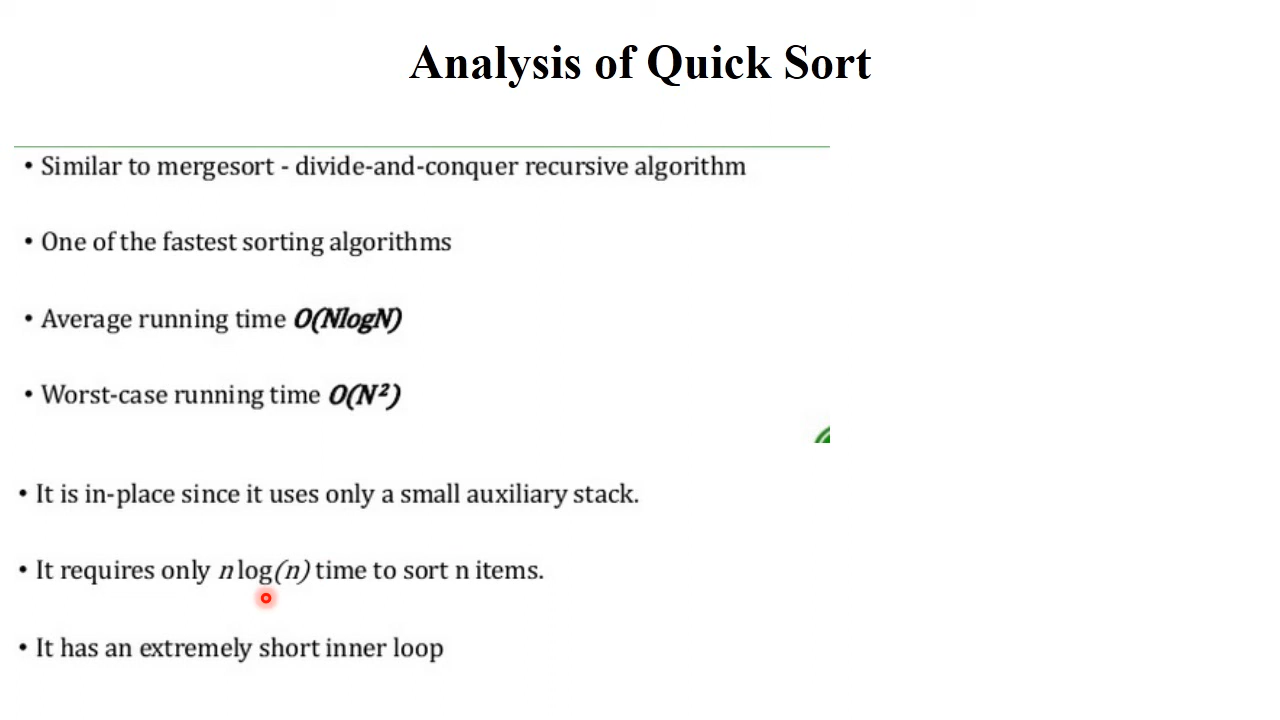 Analysis of Quick Sort
• Similar to mergesort - divide-and-conquer recursive algorithm
• One of the fastest sorting algorithms
• Average running time O(NlogN)
• Worst-case running time O(N²)
• It is in-place since it uses only a small auxiliary stack.
• It requires only n log(n) time to sort n items.
• It has an extremely short inner loop